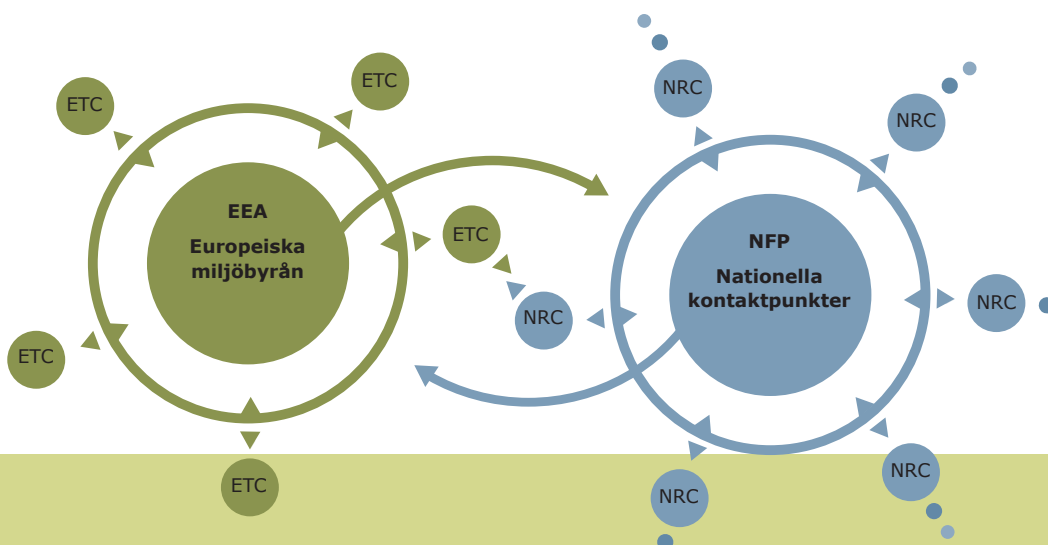 ETC
ETC
EEA
Europeiska
miljöbyrån
ETC
ETC
ETC
NRC
NRC
NRC
NFP
Nationella
kontaktpunkter
NRC
NRC
NRC